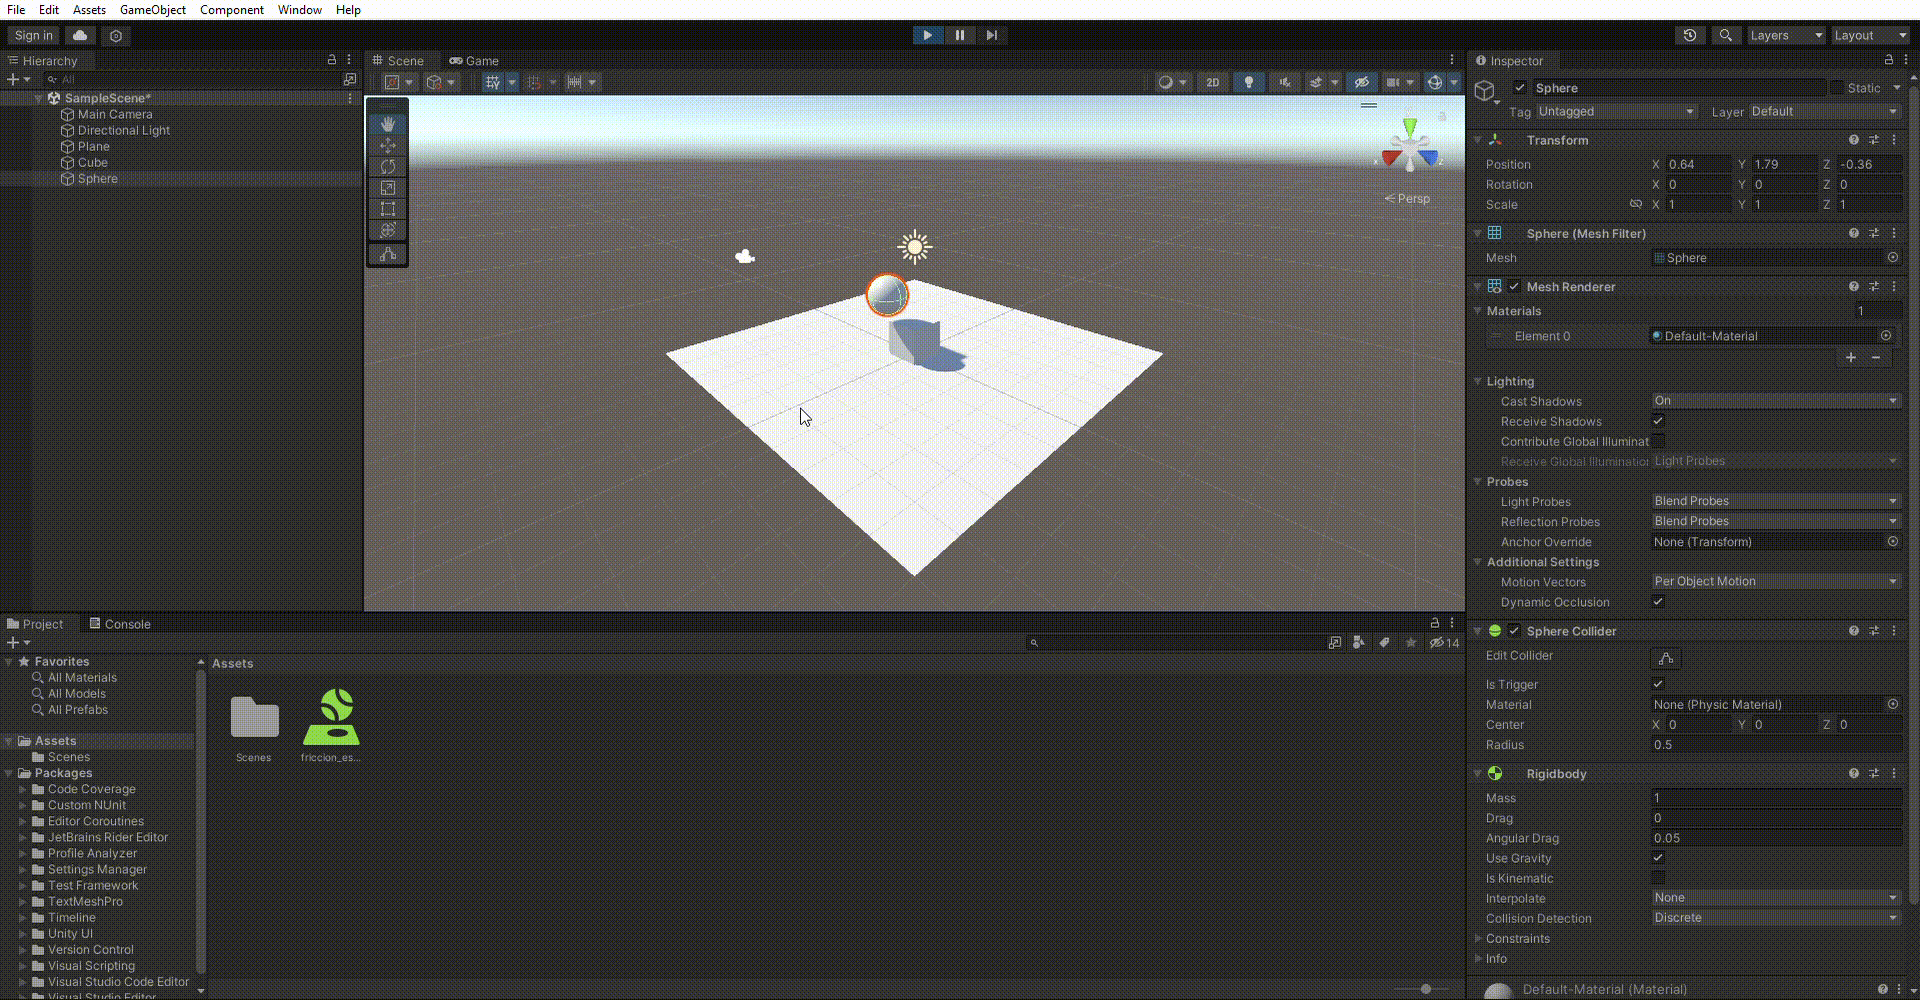 File Edit Assets GameObject Component Window Help
Sign in
Layers
Layout
Hierarchy
All
SampleScene*
Main Camera
Directional Light
Plane
Cube
Sphere
Scene
Game
2D
Persp
Inspector
Sphere
Static
Tag Untagged
Layer Default
Transform
Position X 0.64 Y 1.79 Z -0.36
Rotation X 0 Y 0 Z 0
Scale X 1 Y 1 Z 1
Sphere (Mesh Filter)
Mesh Sphere
Mesh Renderer
Materials 1
Element 0 Default-Material
Lighting
Cast Shadows On
Receive Shadows
Contribute Global Illuminat
Receive Global Illumination Light Probes
Probes
Light Probes Blend Probes
Reflection Probes Blend Probes
Anchor Override None (Transform)
Additional Settings
Motion Vectors Per Object Motion
Dynamic Occlusion
Sphere Collider
Edit Collider
Is Trigger
Material None (Physic Material)
Center X 0 Y 0 Z 0
Radius 0.5
Rigidbody
Mass 1
Drag 0
Angular Drag 0.05
Use Gravity
Is Kinematic
Interpolate None
Collision Detection Discrete
Constraints
Info
Default-Material (Material)
Project
Console
14
Favorites
All Materials
All Models
All Prefabs
Assets
Scenes
Packages
Code Coverage
Custom NUnit
Editor Coroutines
JetBrains Rider Editor
Profile Analyzer
Settings Manager
Test Framework
TextMeshPro
Timeline
Unity UI
Version Control
Visual Scripting
Visual Studio Code Editor
Visual Studio Editor
Assets
Scenes
friccion_es...